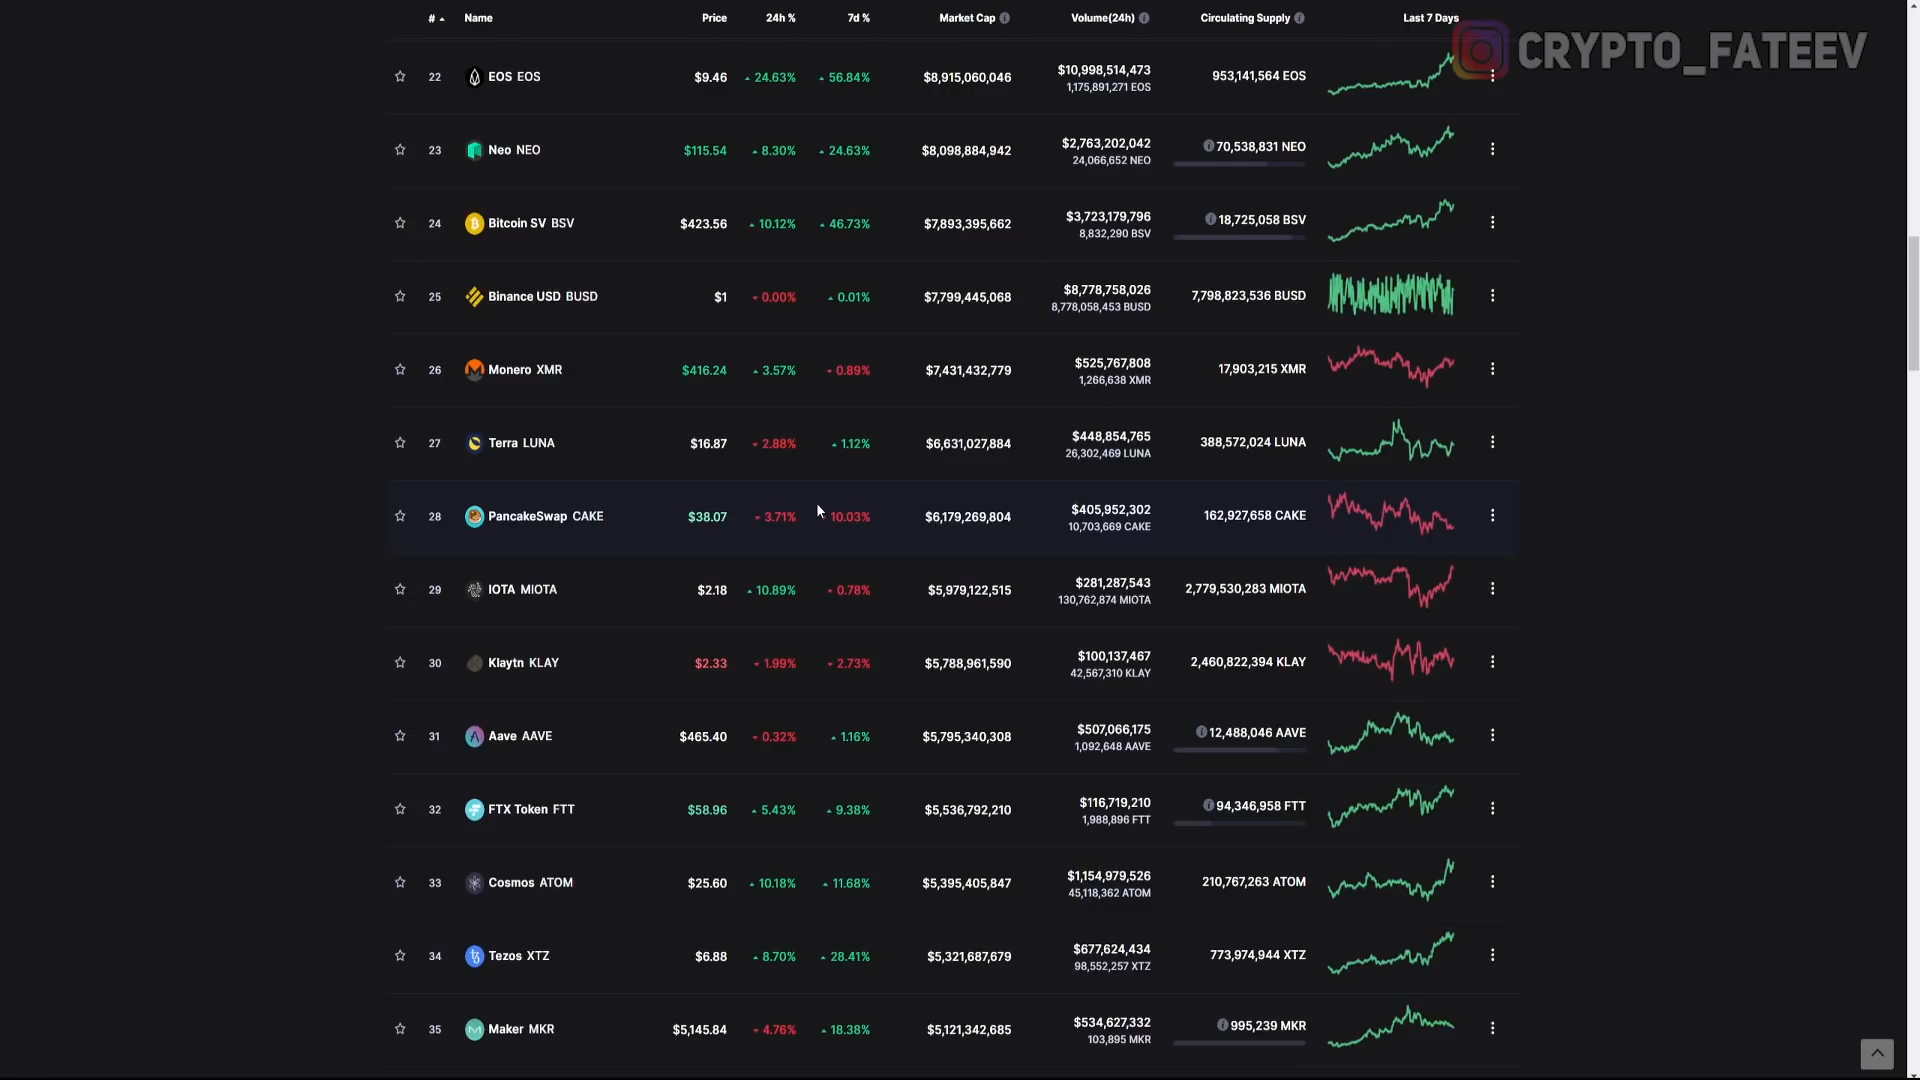 # Name Price 24h % 7d % Market Cap Volume(24h) Circulating Supply Last 7 Days
CRYPTO_FATEEV
22 EOS EOS $9.46 24.63% 56.84% $8,915,060,046 $10,998,514,473 953,141,564 EOS
1,175,891,271 EOS
23 Neo NEO $115.54 8.30% 24.63% $8,098,884,942 $2,763,202,042 70,538,831 NEO
24,066,652 NEO
24 Bitcoin SV BSV $423.56 10.12% 46.73% $7,893,395,662 $3,723,179,796 18,725,058 BSV
8,832,290 BSV
25 Binance USD BUSD $1 0.00% 0.01% $7,799,445,068 $8,778,758,026 7,798,823,536 BUSD
8,778,058,453 BUSD
26 Monero XMR $416.24 3.57% 0.89% $7,431,432,779 $525,767,808 17,903,215 XMR
1,266,638 XMR
27 Terra LUNA $16.87 2.88% 1.12% $6,631,027,884 $448,854,765 388,572,024 LUNA
26,302,469 LUNA
28 PancakeSwap CAKE $38.07 3.71% 10.03% $6,179,269,804 $405,952,302 162,927,658 CAKE
10,703,669 CAKE
29 IOTA MIOTA $2.18 10.89% 0.78% $5,979,122,515 $281,287,543 2,779,530,283 MIOTA
130,762,874 MIOTA
30 Klaytn KLAY $2.33 1.99% 2.73% $5,788,961,590 $100,137,467 2,460,822,394 KLAY
42,567,310 KLAY
31 Aave AAVE $465.40 0.32% 1.16% $5,795,340,308 $507,066,175 12,488,046 AAVE
1,092,648 AAVE
32 FTX Token FTT $58.96 5.43% 9.38% $5,536,792,210 $116,719,210 94,346,958 FTT
1,988,896 FTT
33 Cosmos ATOM $25.60 10.18% 11.68% $5,395,405,847 $1,154,979,526 210,767,263 ATOM
45,118,362 ATOM
34 Tezos XTZ $6.88 8.70% 28.41% $5,321,687,679 $677,624,434 773,974,944 XTZ
98,552,257 XTZ
35 Maker MKR $5,145.84 4.76% 18.38% $5,121,342,685 $534,627,332 995,239 MKR
103,895 MKR